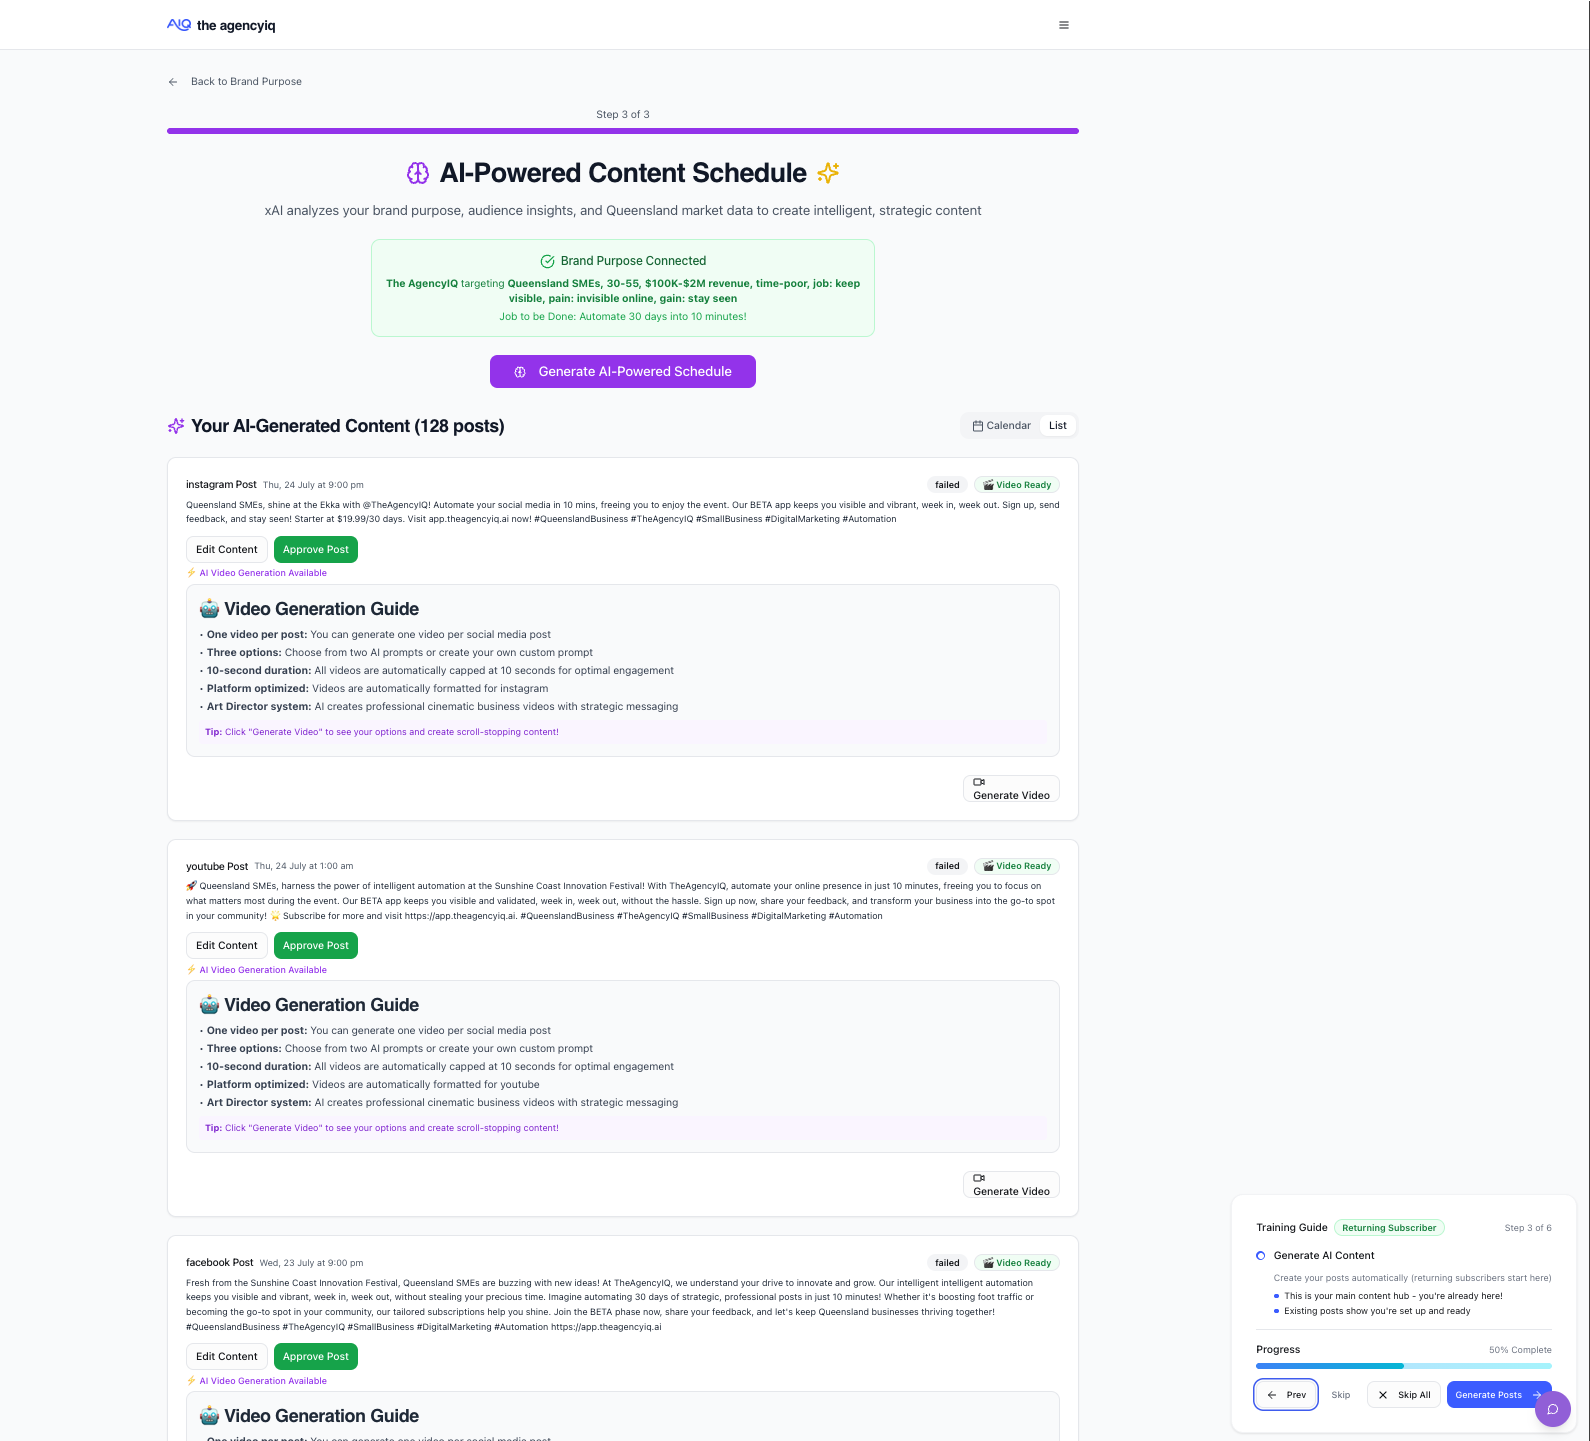 AIQ the agencyiq
Back to Brand Purpose
Step 3 of 3
AI-Powered Content Schedule
xAI analyzes your brand purpose, audience insights, and Queensland market data to create intelligent, strategic content
Brand Purpose Connected
The AgencyIQ targeting Queensland SMEs, 30-55, $100K-$2M revenue, time-poor, job: keep
visible, pain: invisible online, gain: stay seen
Job to be Done: Automate 30 days into 10 minutes!
Generate AI-Powered Schedule
Your AI-Generated Content (128 posts)
Calendar List
instagram Post Thu, 24 July at 9:00 pm failed 🎬 Video Ready
Queensland SMEs, shine at the Ekka with @TheAgencyIQ! Automate your social media in 10 mins, freeing you to enjoy the event. Our BETA app keeps you visible and vibrant, week in, week out. Sign up, send
feedback, and stay seen! Starter at $19.99/30 days. Visit app.theagencyiq.ai now! #QueenslandBusiness #TheAgencyIQ #SmallBusiness #DigitalMarketing #Automation
Edit Content Approve Post
⚡ AI Video Generation Available
🤖 Video Generation Guide
• One video per post: You can generate one video per social media post
• Three options: Choose from two AI prompts or create your own custom prompt
• 10-second duration: All videos are automatically capped at 10 seconds for optimal engagement
• Platform optimized: Videos are automatically formatted for instagram
• Art Director system: AI creates professional cinematic business videos with strategic messaging
Tip: Click "Generate Video" to see your options and create scroll-stopping content!
Generate Video
youtube Post Thu, 24 July at 1:00 am failed 🎬 Video Ready
🚀 Queensland SMEs, harness the power of intelligent automation at the Sunshine Coast Innovation Festival! With TheAgencyIQ, automate your online presence in just 10 minutes, freeing you to focus on
what matters most during the event. Our BETA app keeps you visible and validated, week in, week out, without the hassle. Sign up now, share your feedback, and transform your business into the go-to spot
in your community! 🌟 Subscribe for more and visit https://app.theagencyiq.ai. #QueenslandBusiness #TheAgencyIQ #SmallBusiness #DigitalMarketing #Automation
Edit Content Approve Post
⚡ AI Video Generation Available
🤖 Video Generation Guide
• One video per post: You can generate one video per social media post
• Three options: Choose from two AI prompts or create your own custom prompt
• 10-second duration: All videos are automatically capped at 10 seconds for optimal engagement
• Platform optimized: Videos are automatically formatted for youtube
• Art Director system: AI creates professional cinematic business videos with strategic messaging
Tip: Click "Generate Video" to see your options and create scroll-stopping content!
Generate Video
facebook Post Wed, 23 July at 9:00 pm failed 🎬 Video Ready
Fresh from the Sunshine Coast Innovation Festival, Queensland SMEs are buzzing with new ideas! At TheAgencyIQ, we understand your drive to innovate and grow. Our intelligent intelligent automation
keeps you visible and vibrant, week in, week out, without stealing your precious time. Imagine automating 30 days of strategic, professional posts in just 10 minutes! Whether it's boosting foot traffic or
becoming the go-to spot in your community, our tailored subscriptions help you shine. Join the BETA phase now, share your feedback, and let's keep Queensland businesses thriving together!
#QueenslandBusiness #TheAgencyIQ #SmallBusiness #DigitalMarketing #Automation https://app.theagencyiq.ai
Edit Content Approve Post
⚡ AI Video Generation Available
🤖 Video Generation Guide
• One video per post: You can generate one video per social media post
Training Guide Returning Subscriber Step 3 of 6
Generate AI Content
Create your posts automatically (returning subscribers start here)
• This is your main content hub - you're already here!
• Existing posts show you're set up and ready
Progress 50% Complete
Prev Skip Skip All Generate Posts